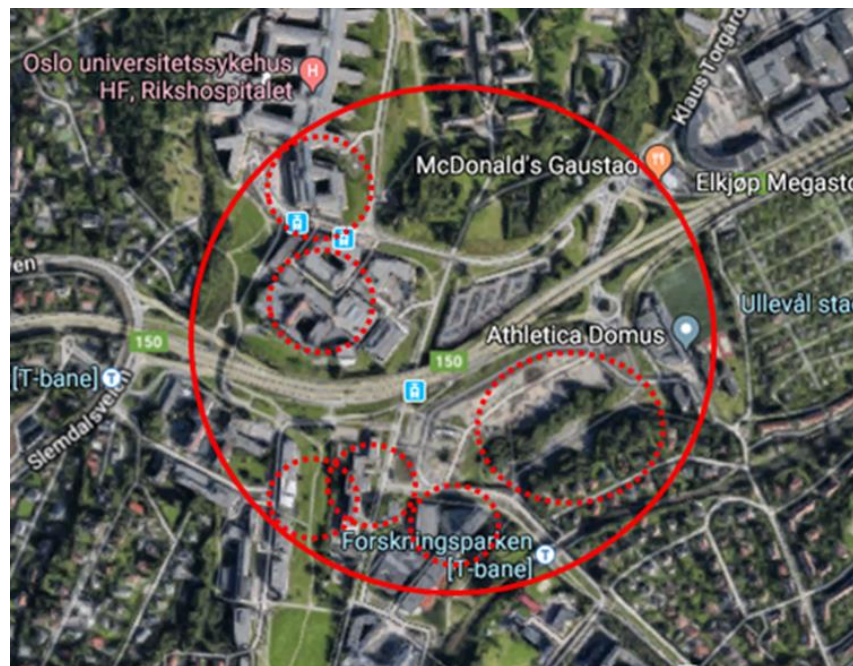 Oslo universitetssykehus
HF, Rikshospitalet
H
Klaus Torgård
McDonald's Gaustad
Elkjøp Megasto
en
Ullevål sta
150
Athletica Domus
150
[T-bane]
T
Slemdalsveien
Forskningsparken
[T-bane]
T